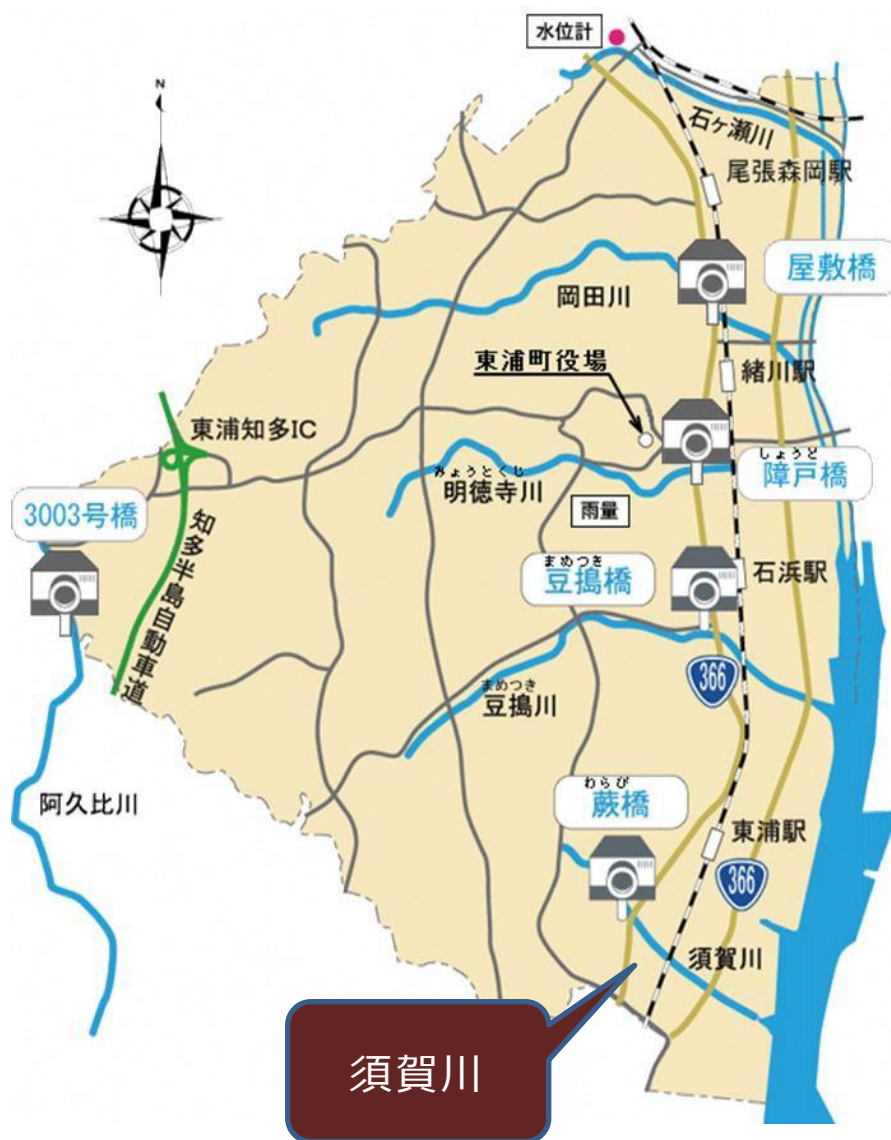 水位計
N
石ヶ瀬川
尾張森岡駅
屋敷橋
岡田川
緒川駅
東浦町役場
東浦知多IC
しょうど
障戸橋
みょうとくじ
明徳寺川
雨量
3003号橋
知多半島自動車道
まめつき
豆搗橋
石浜駅
366
まめつき
豆搗川
阿久比川
わらび
蕨橋
東浦駅
366
須賀川
須賀川